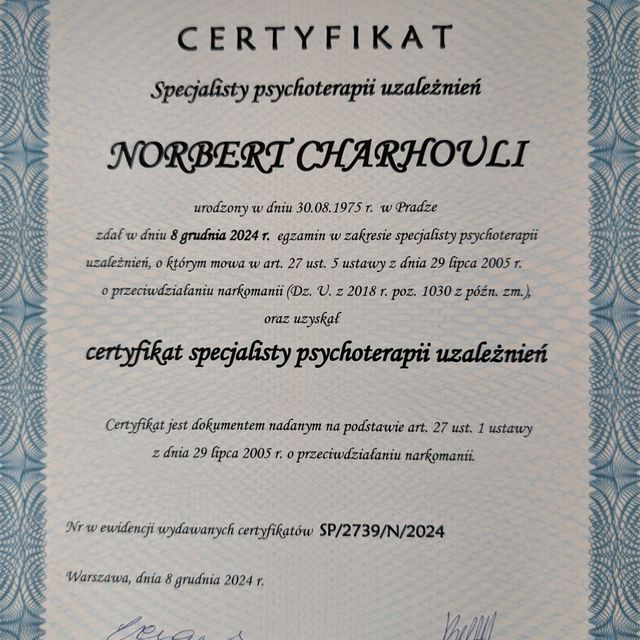 CERTYFIKAT
Specjalisty psychoterapii uzależnień
NORBERT CHARHOULI
urodzony w dniu 30.08.1975 r. w Pradze
zdał w dniu 8 grudnia 2024 r. egzamin w zakresie specjalisty psychoterapii
uzależnień, o którym mowa w art. 27 ust. 5 ustawy z dnia 29 lipca 2005 r.
o przeciwdziałaniu narkomanii (Dz. U. z 2018 r. poz. 1030 z późn. zm.),
oraz uzyskał
certyfikat specjalisty psychoterapii uzależnień
Certyfikat jest dokumentem nadanym na podstawie art. 27 ust. 1 ustawy
z dnia 29 lipca 2005 r. o przeciwdziałaniu narkomanii.
Nr w ewidencji wydawanych certyfikatów SP/2739/N/2024
Warszawa, dnia 8 grudnia 2024 r.